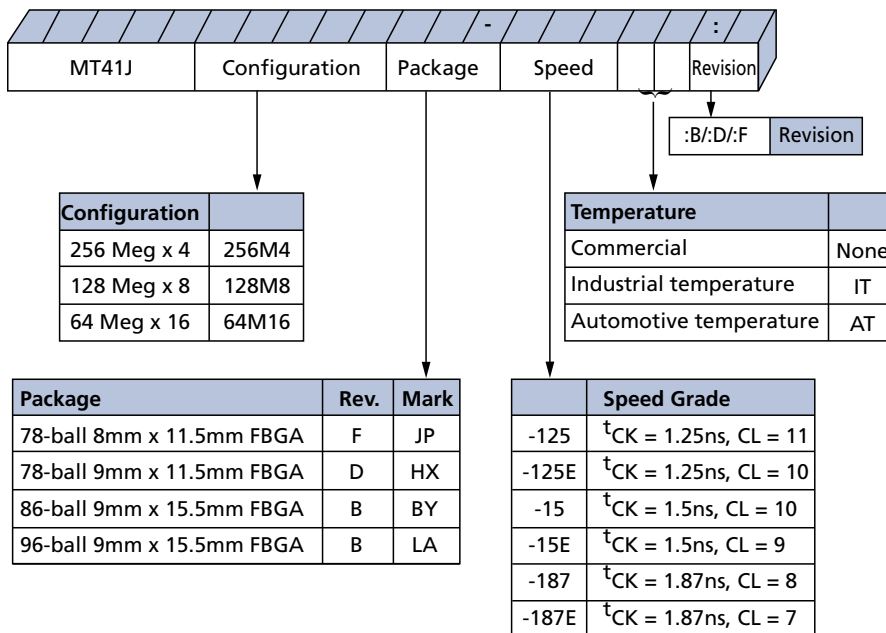 - :
MT41J Configuration Package Speed Revision
:B/:D/:F Revision
Configuration
256 Meg x 4 256M4
128 Meg x 8 128M8
64 Meg x 16 64M16
Temperature
Commercial None
Industrial temperature IT
Automotive temperature AT
Package Rev. Mark
78-ball 8mm x 11.5mm FBGA F JP
78-ball 9mm x 11.5mm FBGA D HX
86-ball 9mm x 15.5mm FBGA B BY
96-ball 9mm x 15.5mm FBGA B LA
Speed Grade
-125 tCK = 1.25ns, CL = 11
-125E tCK = 1.25ns, CL = 10
-15 tCK = 1.5ns, CL = 10
-15E tCK = 1.5ns, CL = 9
-187 tCK = 1.87ns, CL = 8
-187E tCK = 1.87ns, CL = 7